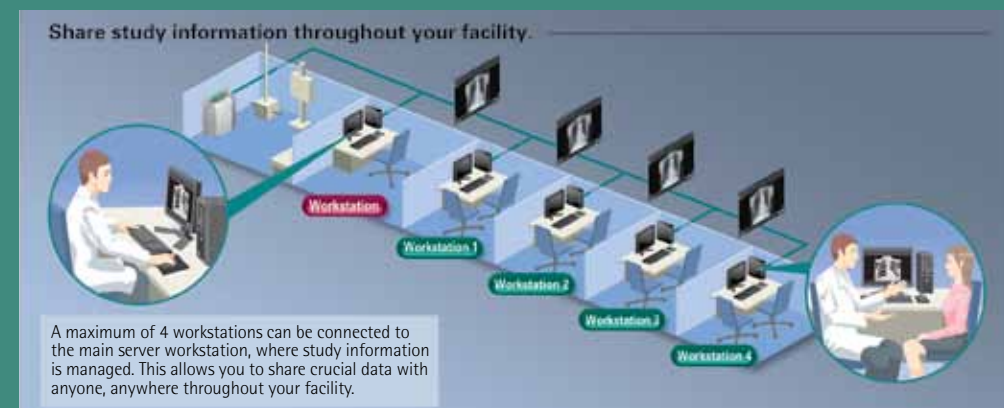 Share study information throughout your facility.
Workstation
Workstation 1
Workstation 2
Workstation 3
Workstation 4
A maximum of 4 workstations can be connected to
the main server workstation, where study information
is managed. This allows you to share crucial data with
anyone, anywhere throughout your facility.